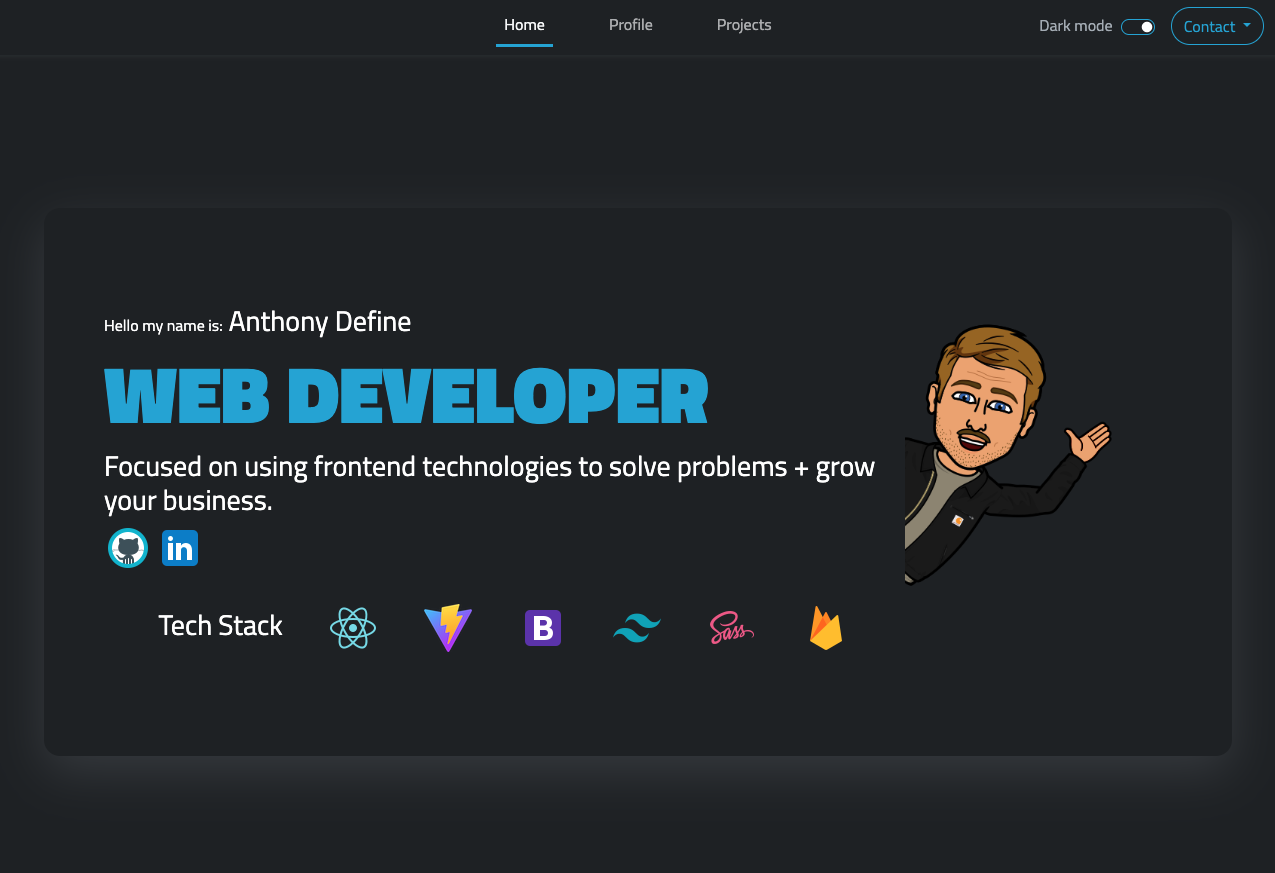 Home Profile Projects Dark mode Contact
Hello my name is: Anthony Define
WEB DEVELOPER
Focused on using frontend technologies to solve problems + grow
your business.
in
Tech Stack B Sass